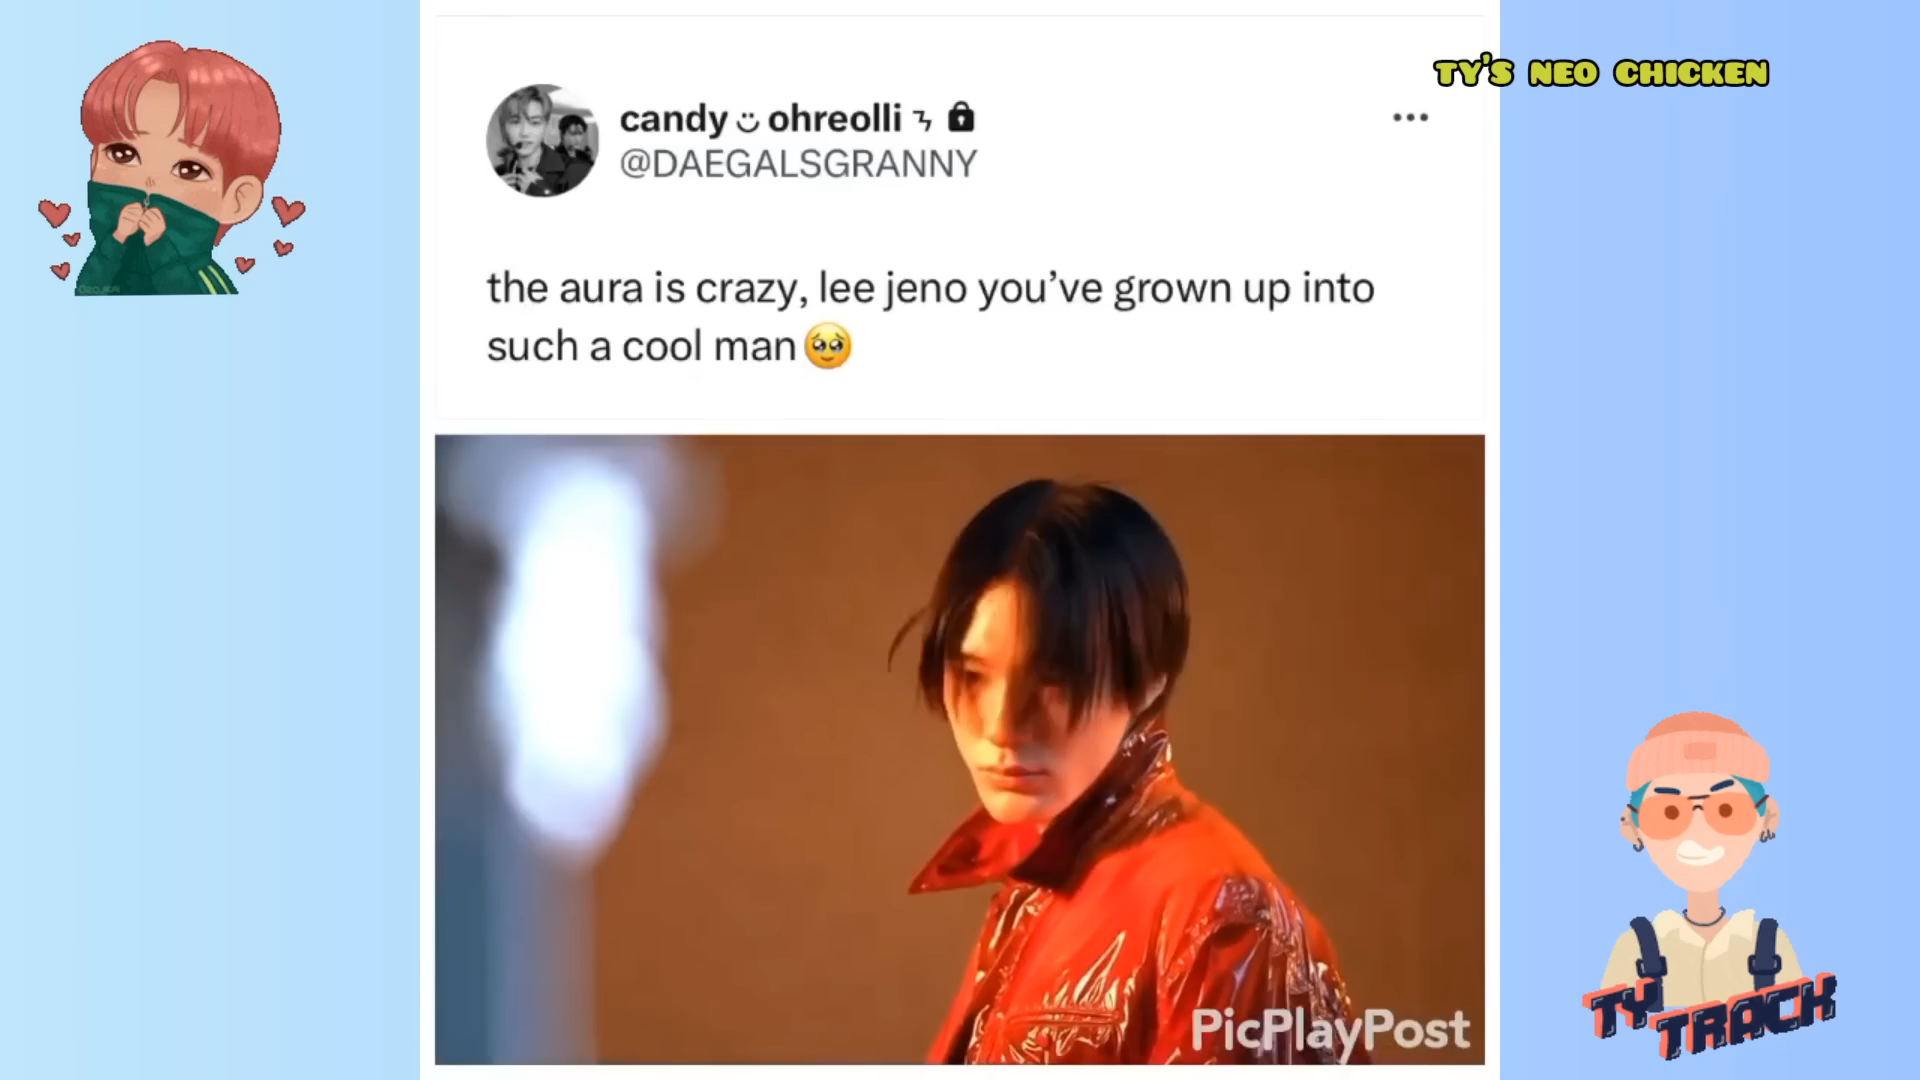 TY'S NEO CHICKEN
candy ☺ ohreolli ㄣ 🔒
@DAEGALSGRANNY
the aura is crazy, lee jeno you’ve grown up into
such a cool man🥹
PicPlayPost
TY
TRACK